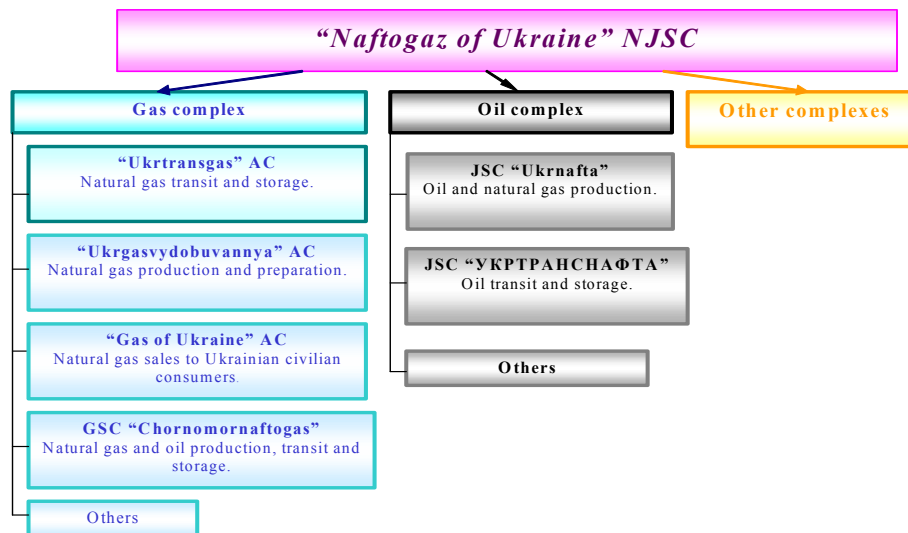 “Naftogaz of Ukraine” NJSC
Gas complex
“Ukrtransgas” AC
Natural gas transit and storage.
“Ukrgasvydobuvannya” AC
Natural gas production and preparation.
“Gas of Ukraine” AC
Natural gas sales to Ukrainian civilian
consumers.
GSC “Chornomornaftogas”
Natural gas and oil production, transit and
storage.
Others
Oil complex
JSC “Ukrnafta”
Oil and natural gas production.
JSC “УКРТРАНСНАФТА”
Oil transit and storage.
Others
Other complexes